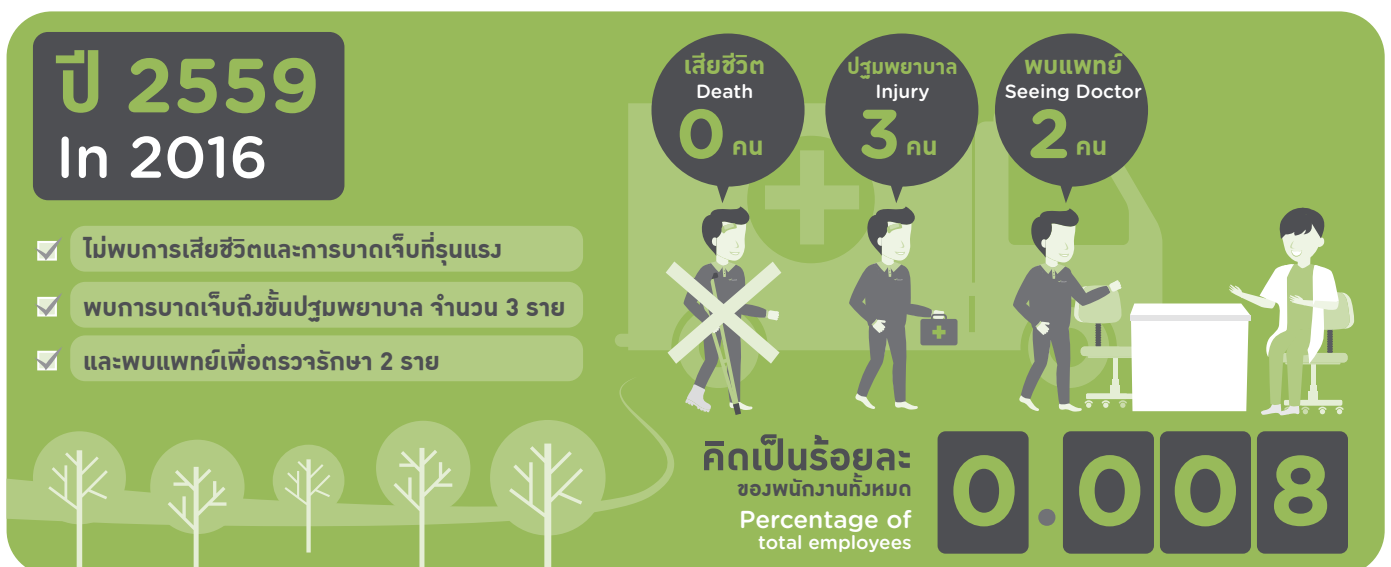 ปี 2559
In 2016
ไม่พบการเสียชีวิตและการบาดเจ็บที่รุนแรง
พบการบาดเจ็บถึงขั้นปฐมพยาบาล จำนวน 3 ราย
และพบแพทย์เพื่อตรวจรักษา 2 ราย
เสียชีวิต
Death
0 คน
ปฐมพยาบาล
Injury
3 คน
พบแพทย์
Seeing Doctor
2 คน
คิดเป็นร้อยละ
ของพนักงานทั้งหมด
Percentage of
total employees
0.008